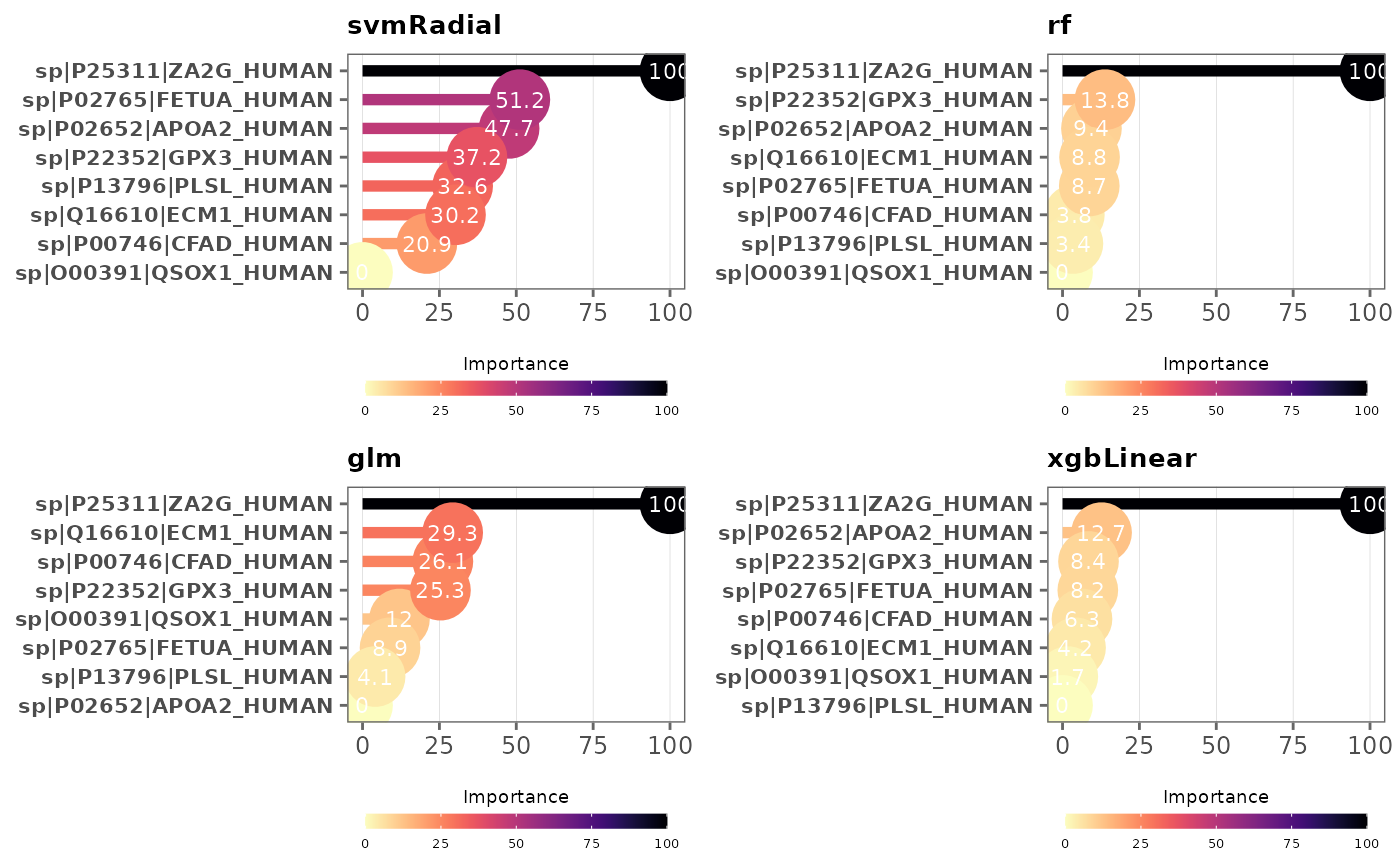 svmRadial
sp|P25311|ZA2G_HUMAN 100
sp|P02765|FETUA_HUMAN 51.2
sp|P02652|APOA2_HUMAN 47.7
sp|P22352|GPX3_HUMAN 37.2
sp|P13796|PLSL_HUMAN 32.6
sp|Q16610|ECM1_HUMAN 30.2
sp|P00746|CFAD_HUMAN 20.9
sp|O00391|QSOX1_HUMAN 0
0 25 50 75 100
Importance
0 25 50 75 100
rf
sp|P25311|ZA2G_HUMAN 100
sp|P22352|GPX3_HUMAN 13.8
sp|P02652|APOA2_HUMAN 9.4
sp|Q16610|ECM1_HUMAN 8.8
sp|P02765|FETUA_HUMAN 8.7
sp|P00746|CFAD_HUMAN 3.8
sp|P13796|PLSL_HUMAN 3.4
sp|O00391|QSOX1_HUMAN 0
0 25 50 75 100
Importance
0 25 50 75 100
glm
sp|P25311|ZA2G_HUMAN 100
sp|Q16610|ECM1_HUMAN 29.3
sp|P00746|CFAD_HUMAN 26.1
sp|P22352|GPX3_HUMAN 25.3
sp|O00391|QSOX1_HUMAN 12
sp|P02765|FETUA_HUMAN 8.9
sp|P13796|PLSL_HUMAN 4.1
sp|P02652|APOA2_HUMAN 0
0 25 50 75 100
Importance
0 25 50 75 100
xgbLinear
sp|P25311|ZA2G_HUMAN 100
sp|P02652|APOA2_HUMAN 12.7
sp|P22352|GPX3_HUMAN 8.4
sp|P02765|FETUA_HUMAN 8.2
sp|P00746|CFAD_HUMAN 6.3
sp|Q16610|ECM1_HUMAN 4.2
sp|O00391|QSOX1_HUMAN 1.7
sp|P13796|PLSL_HUMAN 0
0 25 50 75 100
Importance
0 25 50 75 100